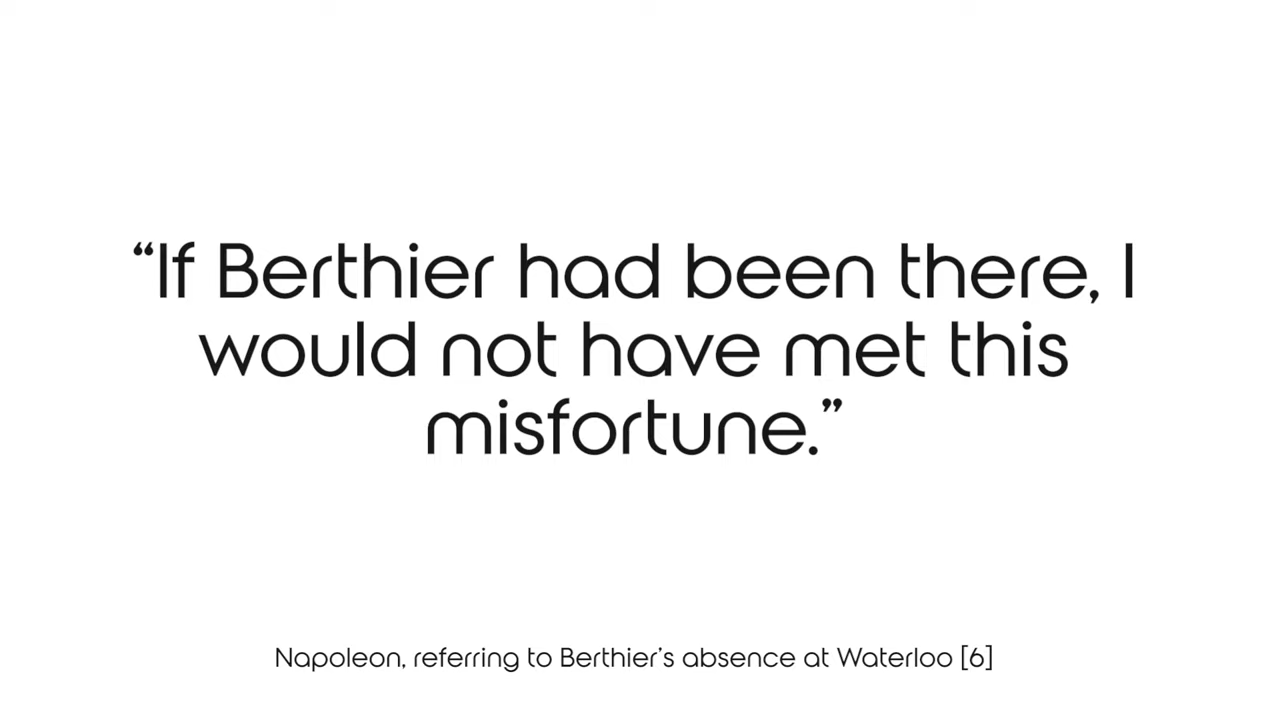 “If Berthier had been there, I
would not have met this
misfortune.”
Napoleon, referring to Berthier’s absence at Waterloo [6]